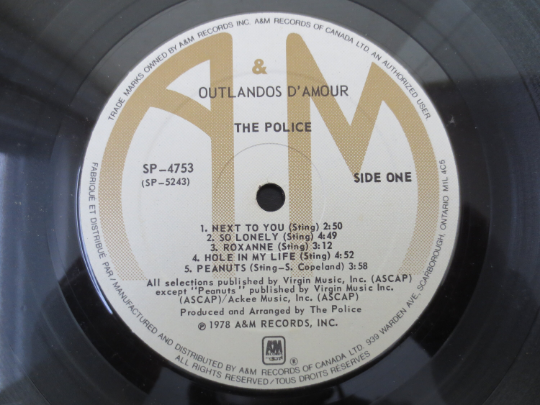 TRADE MARKS OWNED BY A&M RECORDS INC. A&M RECORDS OF CANADA LTD. AN AUTHORIZED USER.
A & M
OUTLANDOS D'AMOUR
THE POLICE
SP-4753
(SP-5243)
SIDE ONE
1. NEXT TO YOU (Sting) 2:50
2. SO LONELY (Sting) 4:49
3. ROXANNE (Sting) 3:12
4. HOLE IN MY LIFE (Sting) 4:52
5. PEANUTS (Sting-S. Copeland) 3:58
All selections published by Virgin Music, Inc. (ASCAP)
except "Peanuts" published by Virgin Music Inc.
(ASCAP)/Ackee Music, Inc. (ASCAP)
Produced and Arranged by The Police
℗ 1978 A&M RECORDS, INC.
A&M
®
FABRIQUE ET DISTRIBUÉ PAR/MANUFACTURED AND DISTRIBUTED BY A&M RECORDS OF CANADA LTD. 939 WARDEN AVE, SCARBOROUGH, ONTARIO M1L 4C5
ALL RIGHTS RESERVED/TOUS DROITS RESERVES